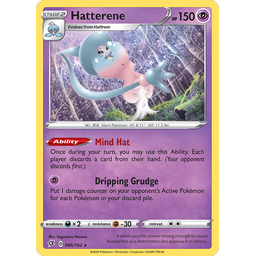 STAGE 2
Hatterene
HP 150
Evolves from Hattrem
NO. 858 Silent Pokémon HT: 6'11" WT: 11.2 lbs.
Ability Mind Hat
Once during your turn, you may use this Ability. Each
player discards a card from their hand. (Your opponent
discards first.)
Dripping Grudge
Put 1 damage counter on your opponent's Active Pokémon
for each Pokémon in your discard pile.
weakness ×2 resistance -30 retreat
085/192 ★